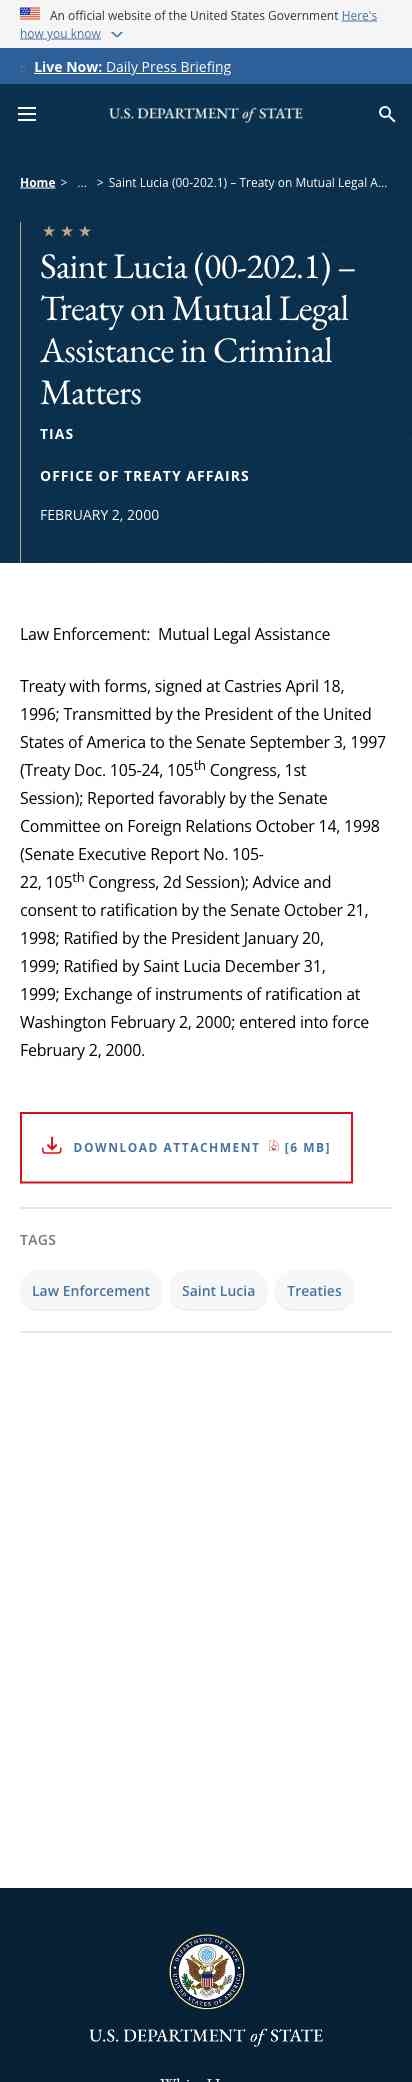 An official website of the United States Government Here's
how you know
Live Now: Daily Press Briefing
U.S. DEPARTMENT of STATE
Home > ... > Saint Lucia (00-202.1) – Treaty on Mutual Legal A...
Saint Lucia (00-202.1) –
Treaty on Mutual Legal
Assistance in Criminal
Matters
TIAS
OFFICE OF TREATY AFFAIRS
FEBRUARY 2, 2000
Law Enforcement:  Mutual Legal Assistance
Treaty with forms, signed at Castries April 18,
1996; Transmitted by the President of the United
States of America to the Senate September 3, 1997
(Treaty Doc. 105-24, 105th Congress, 1st
Session); Reported favorably by the Senate
Committee on Foreign Relations October 14, 1998
(Senate Executive Report No. 105-
22, 105th Congress, 2d Session); Advice and
consent to ratification by the Senate October 21,
1998; Ratified by the President January 20,
1999; Ratified by Saint Lucia December 31,
1999; Exchange of instruments of ratification at
Washington February 2, 2000; entered into force
February 2, 2000.
DOWNLOAD ATTACHMENT [6 MB]
TAGS
Law Enforcement Saint Lucia Treaties
DEPARTMENT OF STATE
UNITED STATES OF AMERICA
U.S. DEPARTMENT of STATE